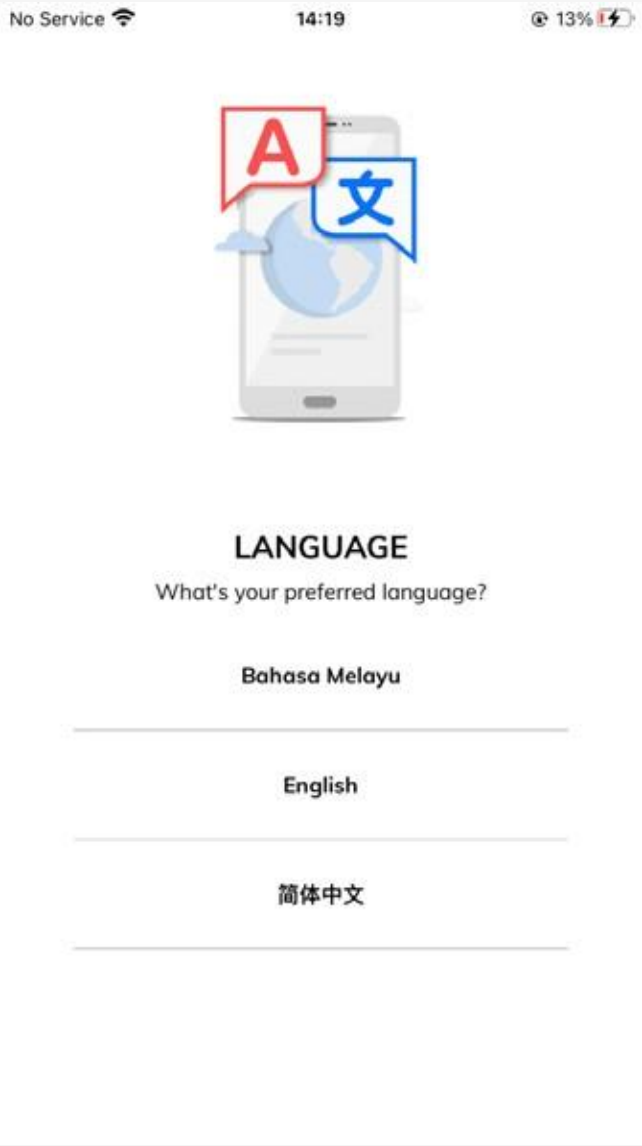 No Service 14:19 13%
A
文
LANGUAGE
What's your preferred language?
Bahasa Melayu
English
简体中文